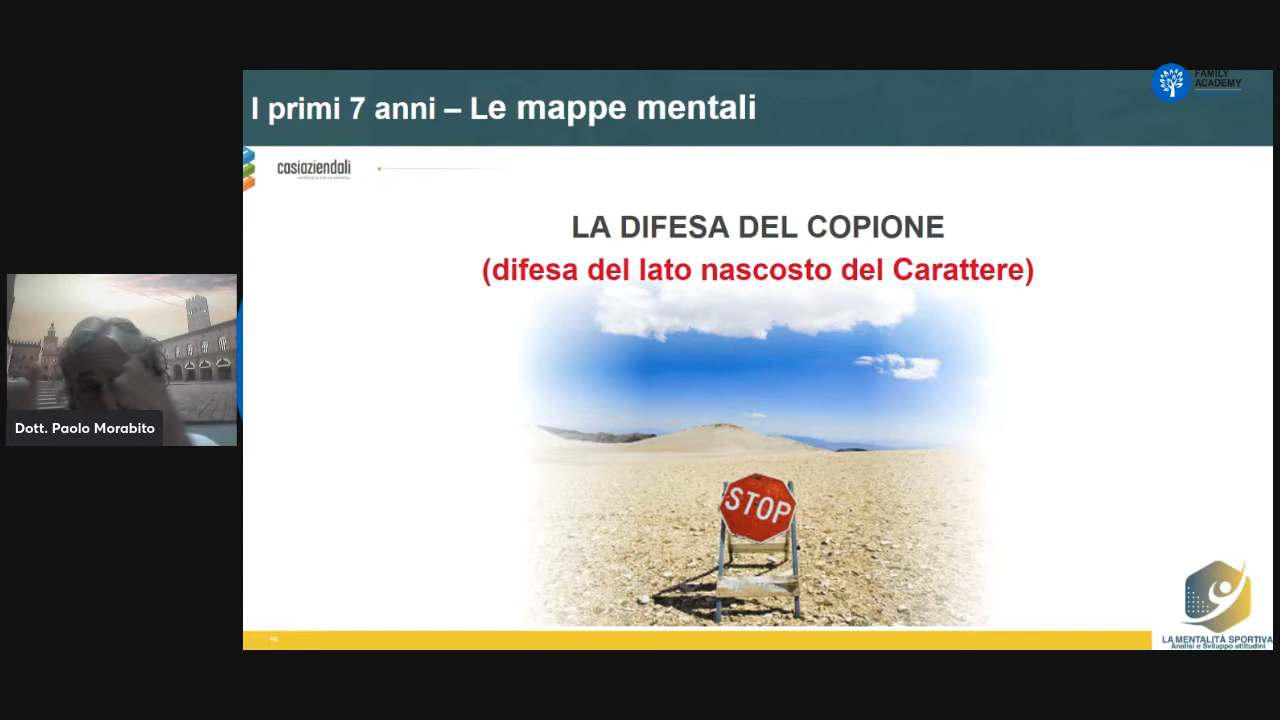 FAMILY
ACADEMY
I primi 7 anni – Le mappe mentali
casiaziendali
LA DIFESA DEL COPIONE
(difesa del lato nascosto del Carattere)
STOP
Dott. Paolo Morabito
14
LA MENTALITÀ SPORTIVA
Analisi e Sviluppo attitudini